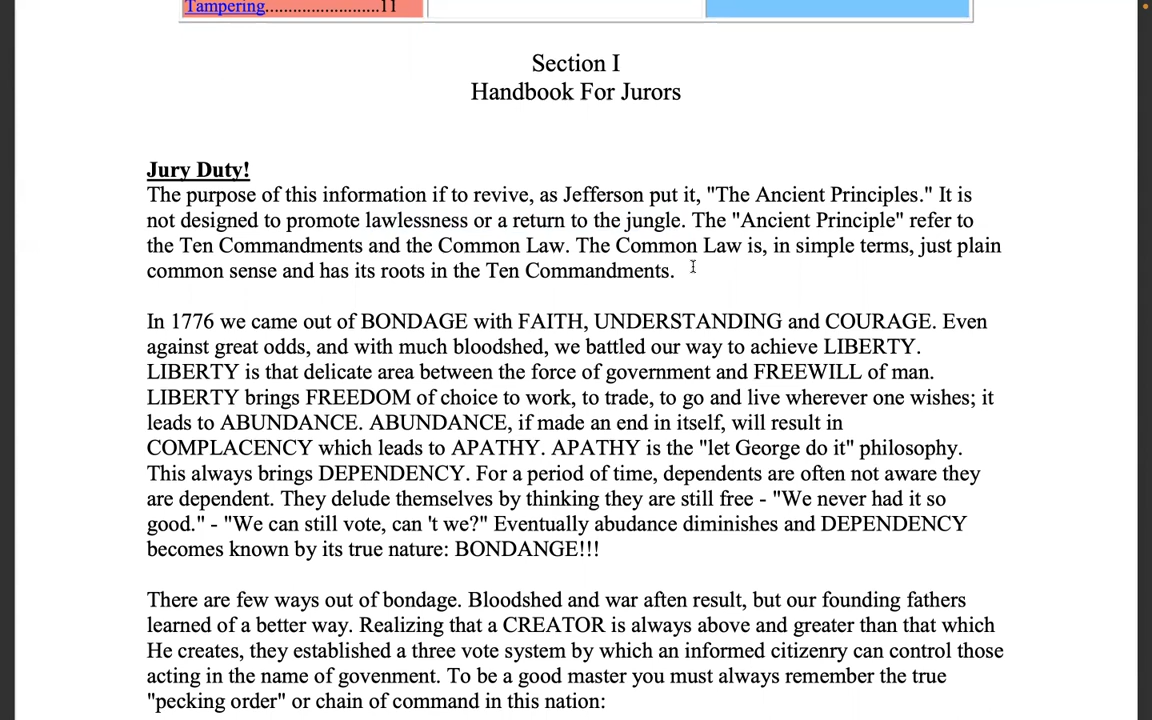 Tampering.........................11
Section I
Handbook For Jurors
Jury Duty!
The purpose of this information if to revive, as Jefferson put it, "The Ancient Principles." It is
not designed to promote lawlessness or a return to the jungle. The "Ancient Principle" refer to
the Ten Commandments and the Common Law. The Common Law is, in simple terms, just plain
common sense and has its roots in the Ten Commandments.
In 1776 we came out of BONDAGE with FAITH, UNDERSTANDING and COURAGE. Even
against great odds, and with much bloodshed, we battled our way to achieve LIBERTY.
LIBERTY is that delicate area between the force of government and FREEWILL of man.
LIBERTY brings FREEDOM of choice to work, to trade, to go and live wherever one wishes; it
leads to ABUNDANCE. ABUNDANCE, if made an end in itself, will result in
COMPLACENCY which leads to APATHY. APATHY is the "let George do it" philosophy.
This always brings DEPENDENCY. For a period of time, dependents are often not aware they
are dependent. They delude themselves by thinking they are still free - "We never had it so
good." - "We can still vote, can 't we?" Eventually abudance diminishes and DEPENDENCY
becomes known by its true nature: BONDANGE!!!
There are few ways out of bondage. Bloodshed and war aften result, but our founding fathers
learned of a better way. Realizing that a CREATOR is always above and greater than that which
He creates, they established a three vote system by which an informed citizenry can control those
acting in the name of govenment. To be a good master you must always remember the true
"pecking order" or chain of command in this nation: